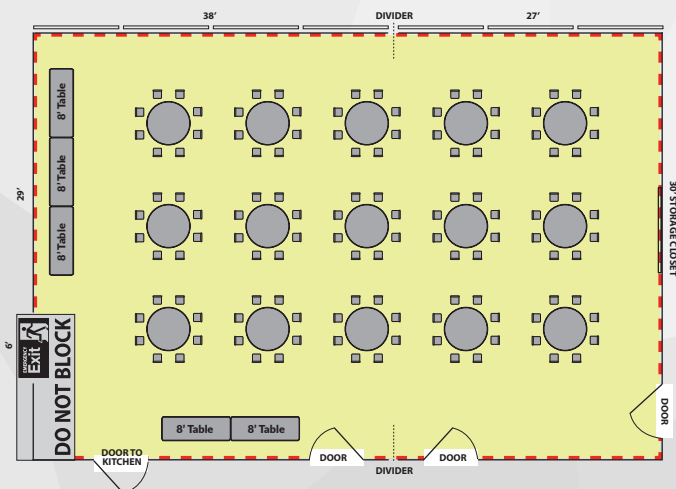 38’
DIVIDER
27’
8’ Table
8’ Table
8’ Table
29’
30’ STORAGE CLOSET
6’
EMERGENCY
Exit
DO NOT BLOCK
8’ Table
8’ Table
DOOR TO
KITCHEN
DOOR
DOOR
DOOR
DIVIDER